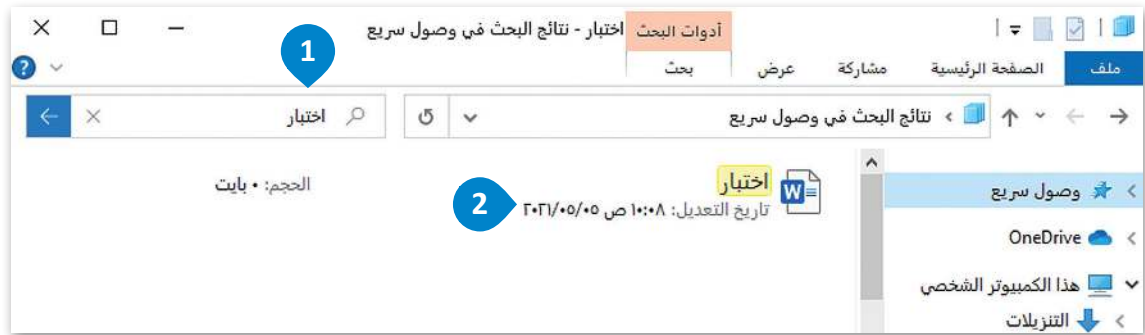 أدوات البحث اختبار - نتائج البحث في وصول سريع
1
ملف الصفحة الرئيسية مشاركة عرض بحث
?
نتائج البحث في وصول سريع
اختبار
وصول سريع
اختبار
الحجم: ٠ بايت
تاريخ التعديل: ١٠:٠٨ ص ٢٠٢١/٠٥/٠٥
2
OneDrive
هذا الكمبيوتر الشخصي
التنزيلات
W